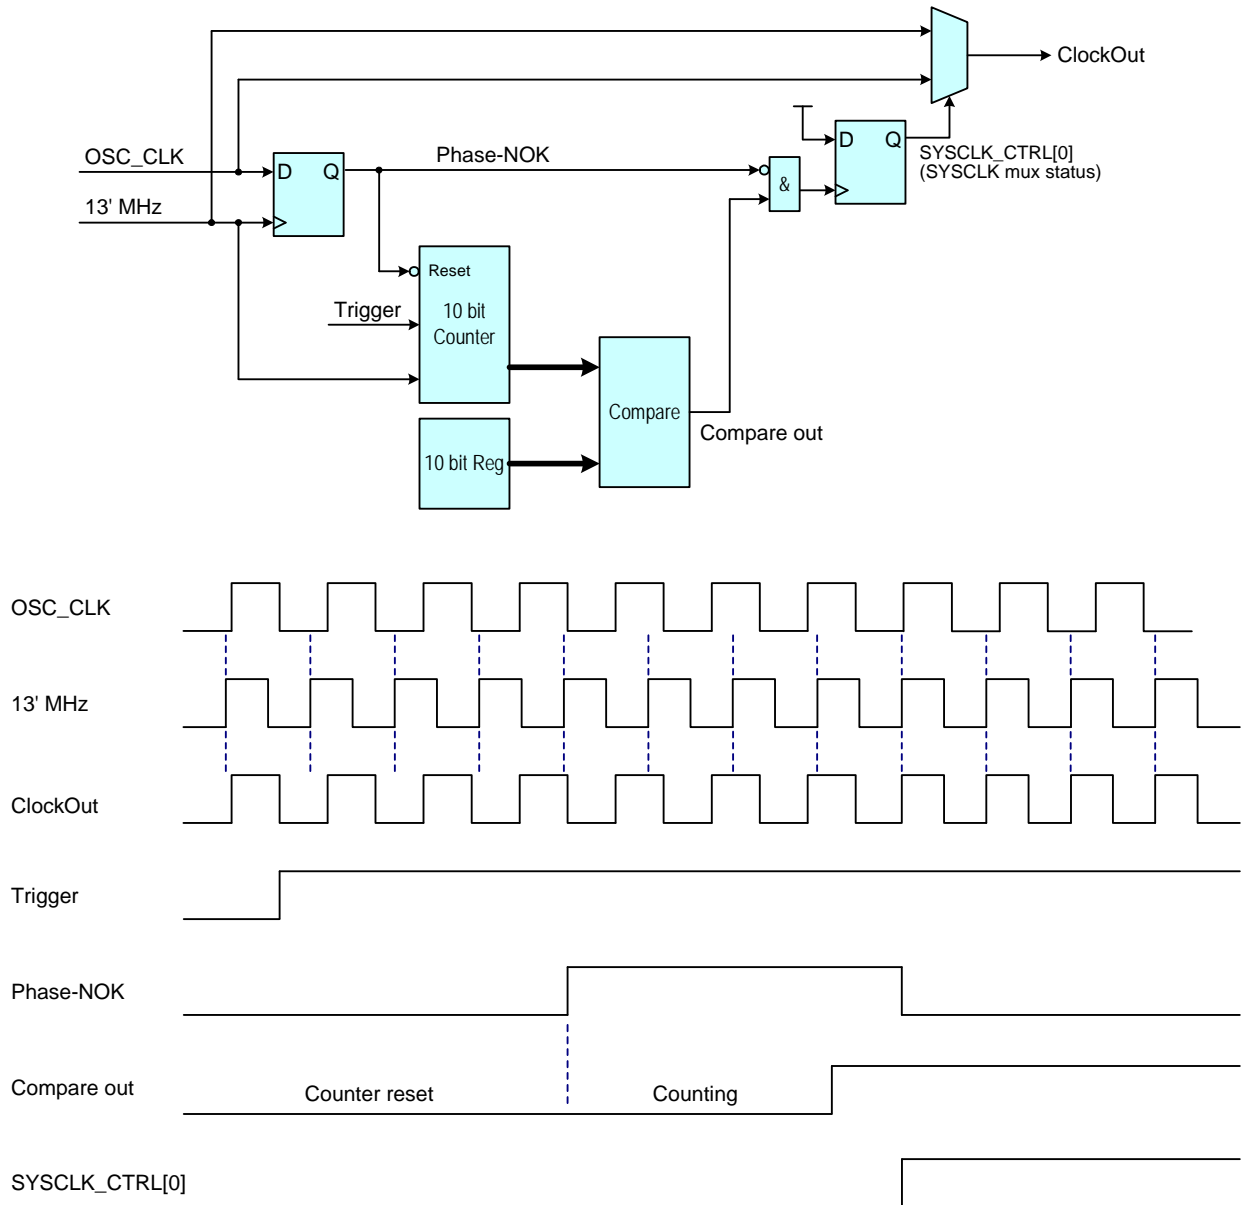 ClockOut
OSC_CLK
D Q
Phase-NOK
&
D Q
SYSCLK_CTRL[0]
(SYSCLK mux status)
13' MHz
Reset
10 bit
Counter
Trigger
Compare
Compare out
10 bit Reg
OSC_CLK
13' MHz
ClockOut
Trigger
Phase-NOK
Compare out
Counter reset
Counting
SYSCLK_CTRL[0]